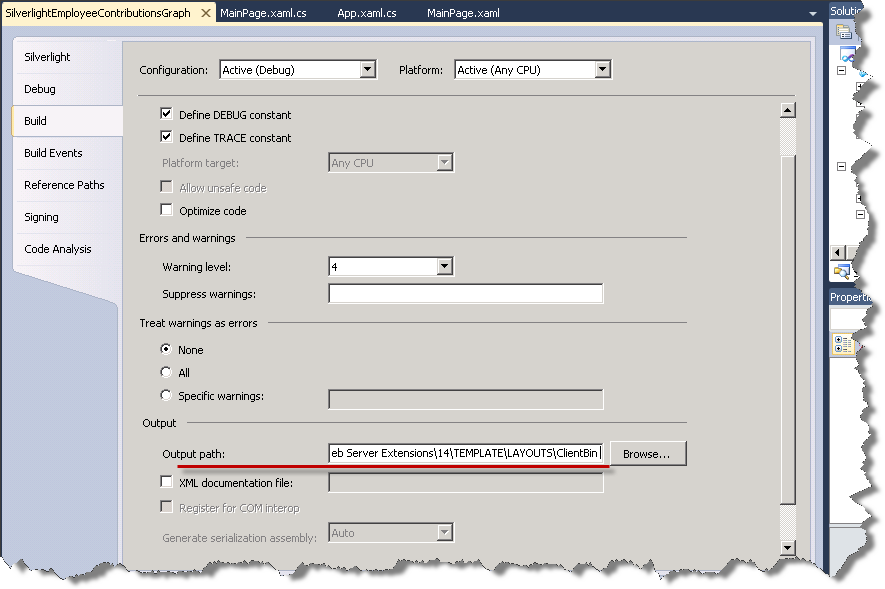 SilverlightEmployeeContributionsGraph MainPage.xaml.cs App.xaml.cs MainPage.xaml
Silverlight
Debug
Build
Build Events
Reference Paths
Signing
Code Analysis
Configuration: Active (Debug) Platform: Active (Any CPU)
Define DEBUG constant
Define TRACE constant
Platform target: Any CPU
Allow unsafe code
Optimize code
Errors and warnings
Warning level: 4
Suppress warnings:
Treat warnings as errors
None
All
Specific warnings:
Output
Output path: eb Server Extensions\14\TEMPLATE\LAYOUTS\ClientBin Browse...
XML documentation file:
Register for COM interop
Generate serialization assembly: Auto
Solutio
Properti